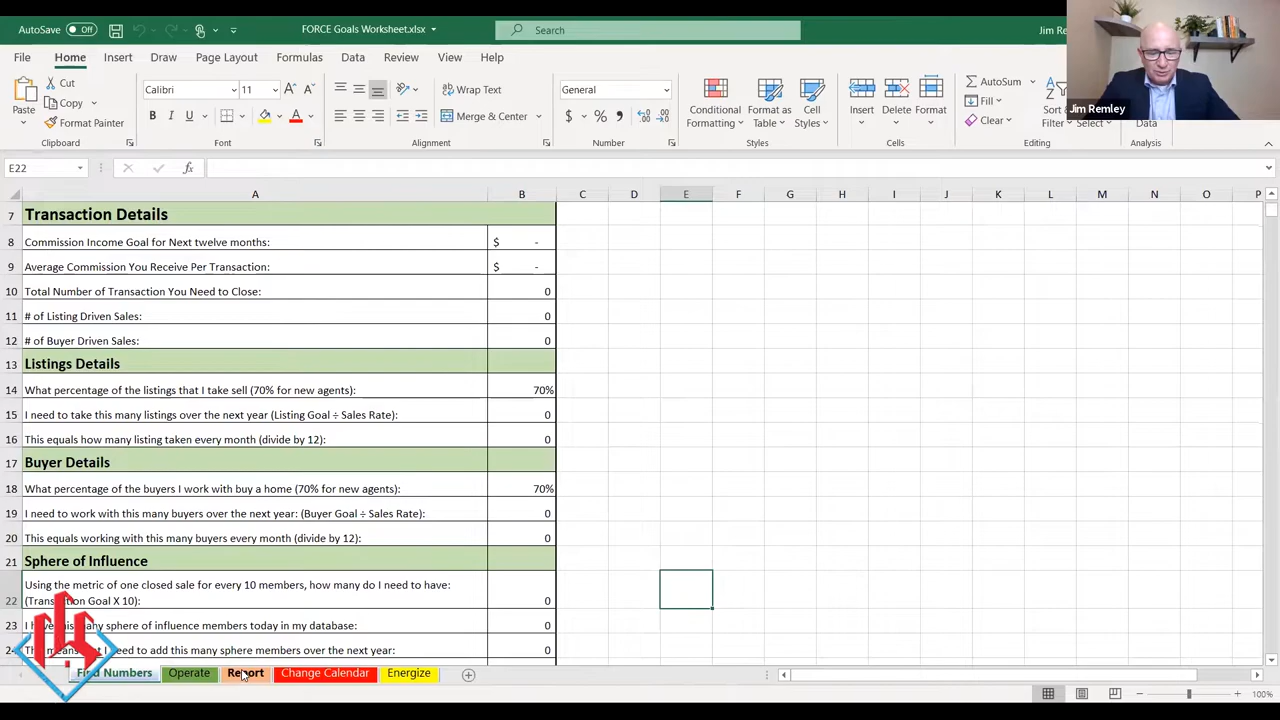 AutoSave Off FORCE Goals Worksheet.xlsx Search Jim Re
File Home Insert Draw Page Layout Formulas Data Review View Help
Paste Cut Copy Format Painter Clipboard
Calibri 11 A A B I U A Font
Wrap Text Merge & Center Alignment
General $ % Number
Conditional Formatting Format as Table Cell Styles Styles
Insert Delete Format Cells
AutoSum Fill Clear Sort Filter Select Editing
Data Analysis
Jim Remley
E22 fx
A B C D E F G H I J K L M N O P
7 Transaction Details
8 Commission Income Goal for Next twelve months: $ -
9 Average Commission You Receive Per Transaction: $ -
10 Total Number of Transaction You Need to Close: 0
11 # of Listing Driven Sales: 0
12 # of Buyer Driven Sales: 0
13 Listings Details
14 What percentage of the listings that I take sell (70% for new agents): 70%
15 I need to take this many listings over the next year (Listing Goal ÷ Sales Rate): 0
16 This equals how many listing taken every month (divide by 12): 0
17 Buyer Details
18 What percentage of the buyers I work with buy a home (70% for new agents): 70%
19 I need to work with this many buyers over the next year: (Buyer Goal ÷ Sales Rate): 0
20 This equals working with this many buyers every month (divide by 12): 0
21 Sphere of Influence
Using the metric of one closed sale for every 10 members, how many do I need to have:
22 (Transaction Goal X 10): 0
23 I have this many sphere of influence members today in my database: 0
24 This means that I need to add this many sphere members over the next year: 0
Find Numbers Operate Report Change Calendar Energize
100%